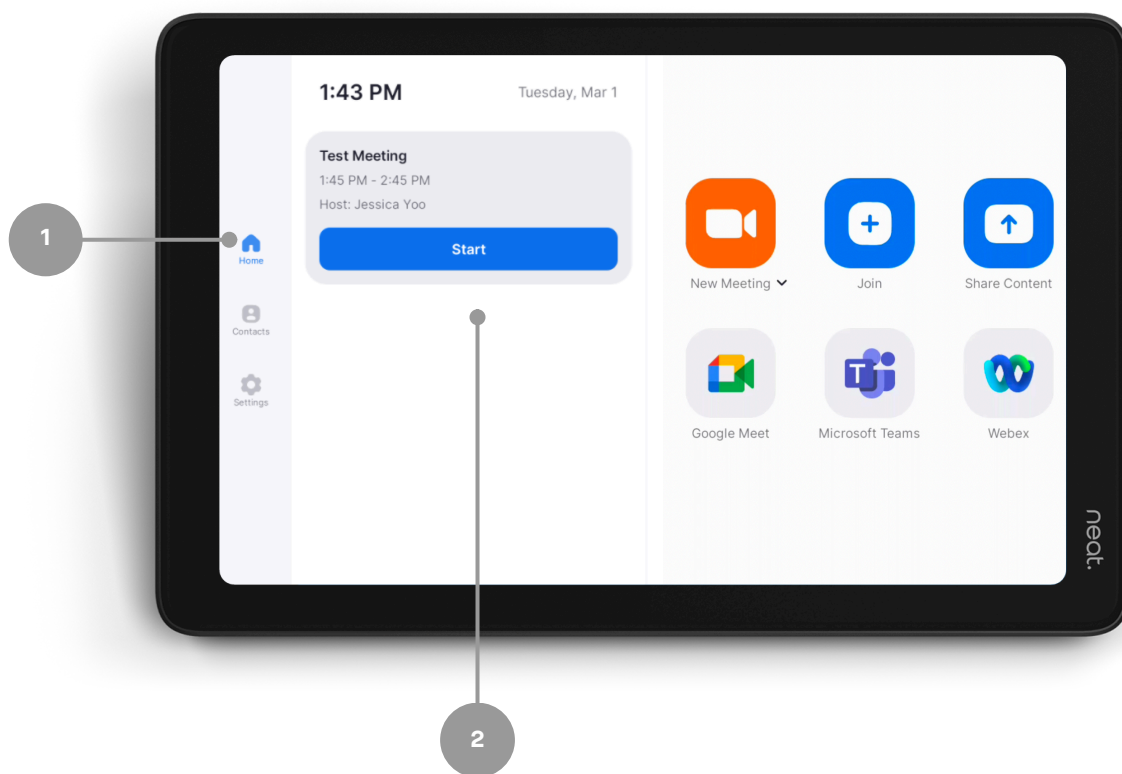 1:43 PM
Tuesday, Mar 1
Test Meeting
1:45 PM - 2:45 PM
Host: Jessica Yoo
Start
1
Home
Contacts
Settings
New Meeting
Join
Share Content
Google Meet
Microsoft Teams
Webex
neat.
2